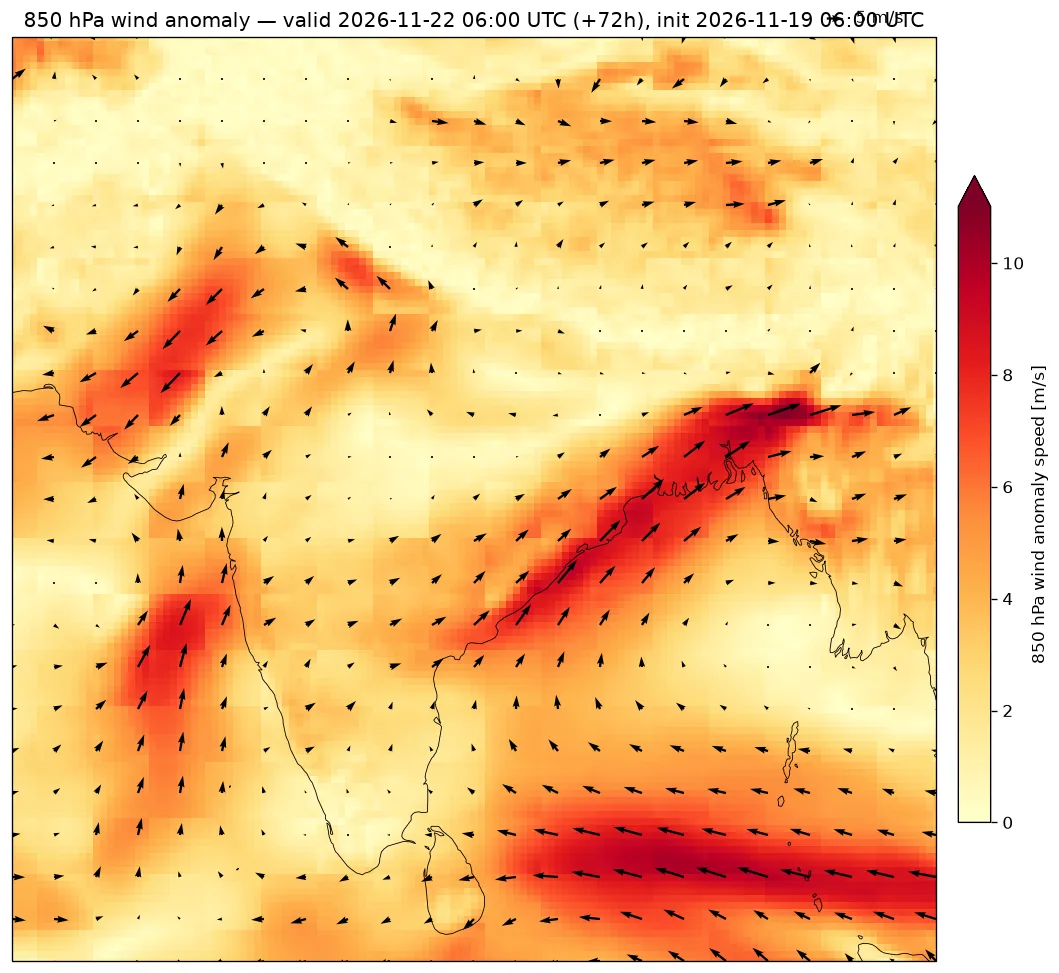 850 hPa wind anomaly — valid 2026-11-22 06:00 UTC (+72h), init 2026-11-19 06:00 UTC
5 m/s
10
8
6
4
2
0
850 hPa wind anomaly speed [m/s]